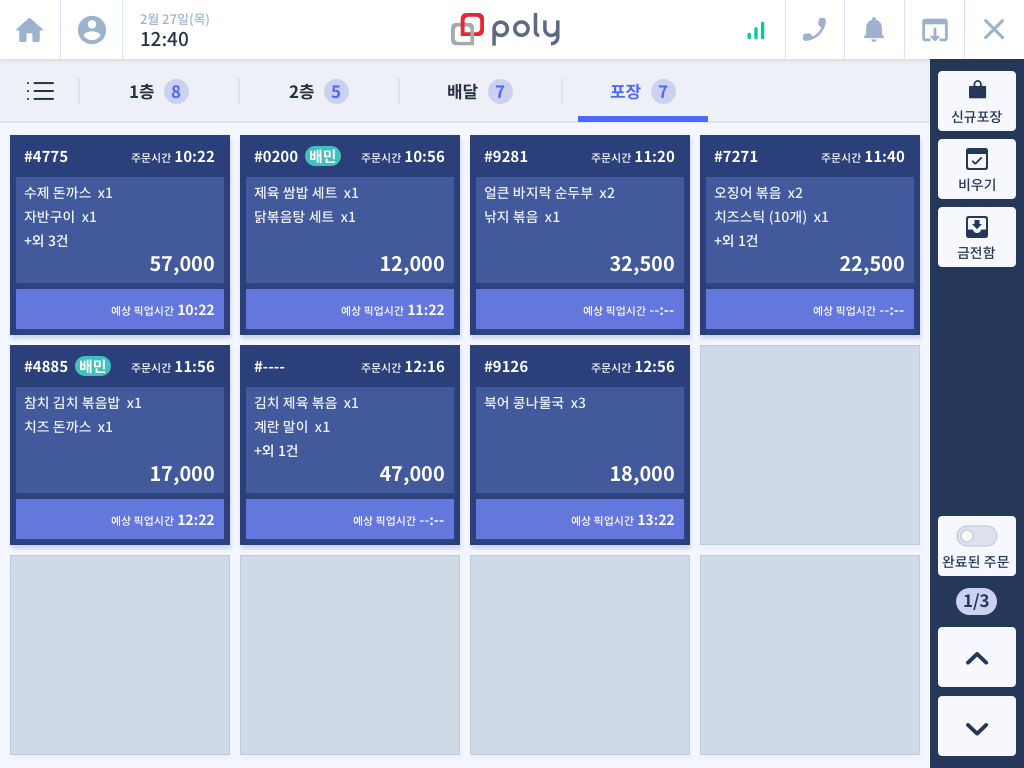 2월 27일(목)
12:40
poly
1층 8
2층 5
배달 7
포장 7
신규포장
비우기
금전함
#4775 주문시간 10:22
수제 돈까스 x1
자반구이 x1
+외 3건
57,000
예상 픽업시간 10:22
#0200 배민 주문시간 10:56
제육 쌈밥 세트 x1
닭볶음탕 세트 x1
12,000
예상 픽업시간 11:22
#9281 주문시간 11:20
얼큰 바지락 순두부 x2
낚지 볶음 x1
32,500
예상 픽업시간 --:--
#7271 주문시간 11:40
오징어 볶음 x2
치즈스틱 (10개) x1
+외 1건
22,500
예상 픽업시간 --:--
#4885 배민 주문시간 11:56
참치 김치 볶음밥 x1
치즈 돈까스 x1
17,000
예상 픽업시간 12:22
#---- 주문시간 12:16
김치 제육 볶음 x1
계란 말이 x1
+외 1건
47,000
예상 픽업시간 --:--
#9126 주문시간 12:56
북어 콩나물국 x3
18,000
예상 픽업시간 13:22
완료된 주문
1/3